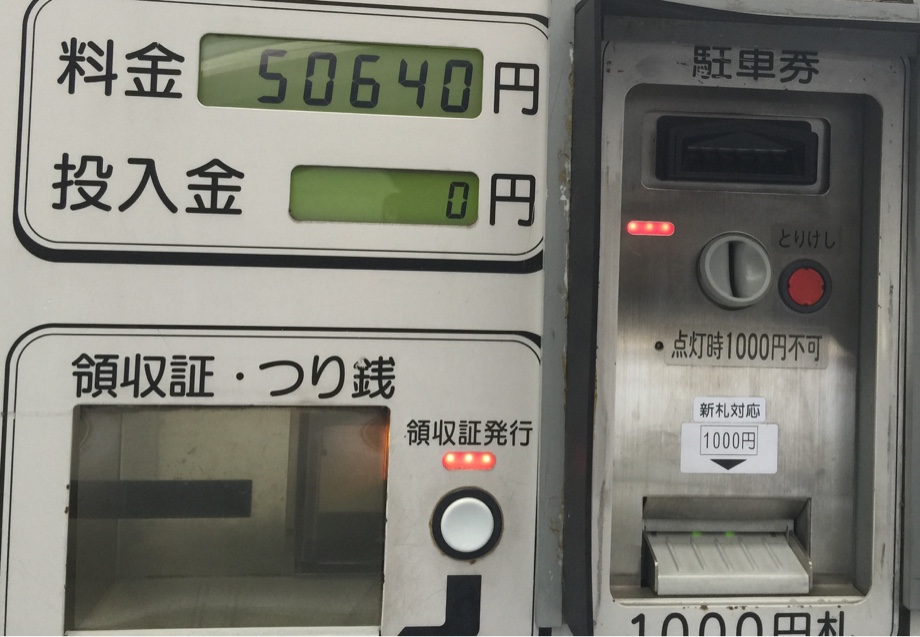 料金 50640円
投入金 0円
領収証・つり銭
領収証発行
駐車券
とりけし
点灯時1000円不可
新札対応
1000円
1000円札